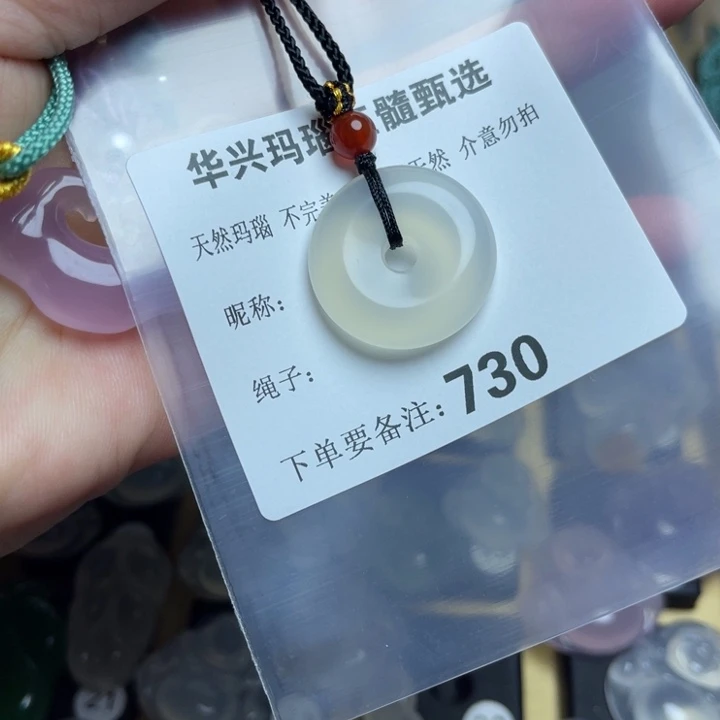 华兴玛瑙 髓甄选
天然玛瑙 不完美 天然 介意勿拍
昵称:
绳子:
下单要备注: 730